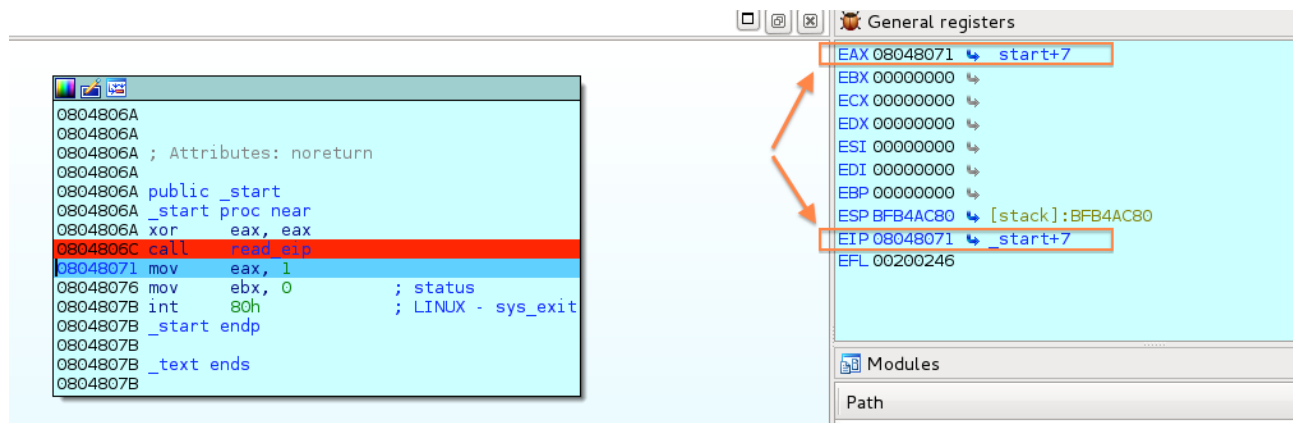 General registers
EAX 08048071 _start+7
EBX 00000000
ECX 00000000
EDX 00000000
ESI 00000000
EDI 00000000
EBP 00000000
ESP BFB4AC80 [stack]:BFB4AC80
EIP 08048071 _start+7
EFL 00200246
0804806A
0804806A
0804806A ; Attributes: noreturn
0804806A
0804806A public _start
0804806A _start proc near
0804806A xor eax, eax
0804806C call read_eip
08048071 mov eax, 1
08048076 mov ebx, 0 ; status
0804807B int 80h ; LINUX - sys_exit
0804807B _start endp
0804807B
0804807B _text ends
0804807B
Modules
Path